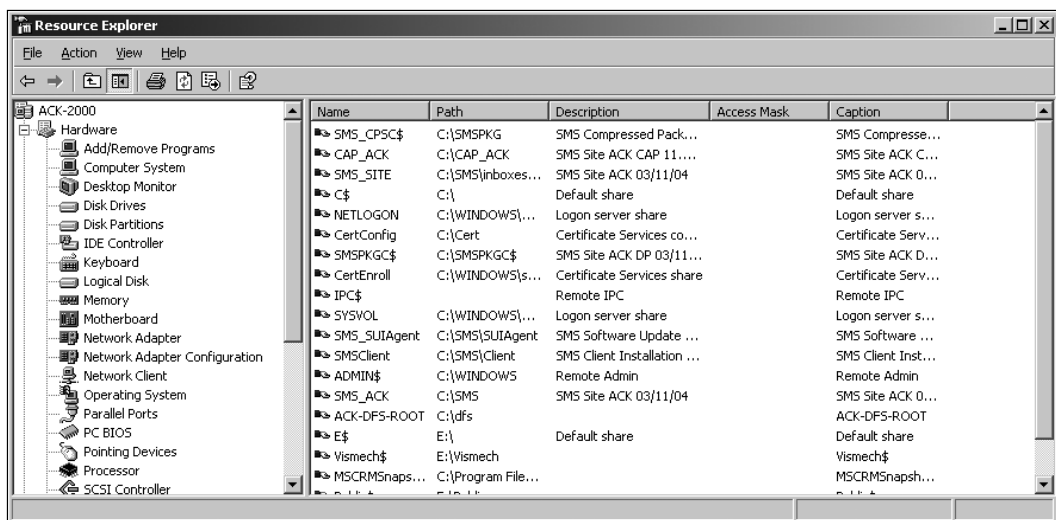 Resource Explorer
File Action View Help
ACK-2000
Hardware
Add/Remove Programs
Computer System
Desktop Monitor
Disk Drives
Disk Partitions
IDE Controller
Keyboard
Logical Disk
Memory
Motherboard
Network Adapter
Network Adapter Configuration
Network Client
Operating System
Parallel Ports
PC BIOS
Pointing Devices
Processor
SCSI Controller
Name Path Description Access Mask Caption
SMS_CPSC$ C:\SMSPKG SMS Compressed Pack... SMS Compresse...
CAP_ACK C:\CAP_ACK SMS Site ACK CAP 11.... SMS Site ACK C...
SMS_SITE C:\SMS\inboxes... SMS Site ACK 03/11/04 SMS Site ACK 0...
C$ C:\ Default share Default share
NETLOGON C:\WINDOWS\... Logon server share Logon server s...
CertConfig C:\Cert Certificate Services co... Certificate Serv...
SMSPKGC$ C:\SMSPKGC$ SMS Site ACK DP 03/11... SMS Site ACK D...
CertEnroll C:\WINDOWS\s... Certificate Services share Certificate Serv...
IPC$ Remote IPC Remote IPC
SYSVOL C:\WINDOWS\... Logon server share Logon server s...
SMS_SUIAgent C:\SMS\SUIAgent SMS Software Update ... SMS Software ...
SMSClient C:\SMS\Client SMS Client Installation ... SMS Client Inst...
ADMIN$ C:\WINDOWS Remote Admin Remote Admin
SMS_ACK C:\SMS SMS Site ACK 03/11/04 SMS Site ACK 0...
ACK-DFS-ROOT C:\dfs ACK-DFS-ROOT
E$ E:\ Default share Default share
Vismech$ E:\Vismech Vismech$
MSCRMSnaps... C:\Program File... MSCRMSnapsh...